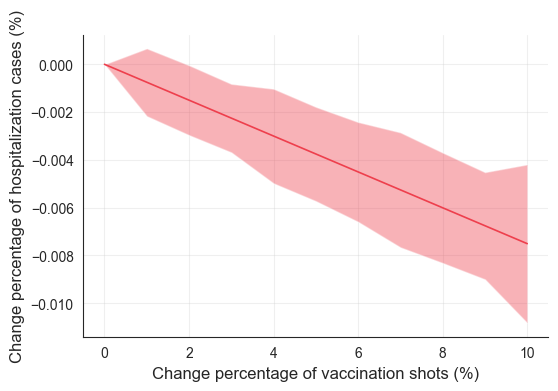 Change percentage of hospitalization cases (%)
0.000
−0.002
−0.004
−0.006
−0.008
−0.010
0 2 4 6 8 10
Change percentage of vaccination shots (%)